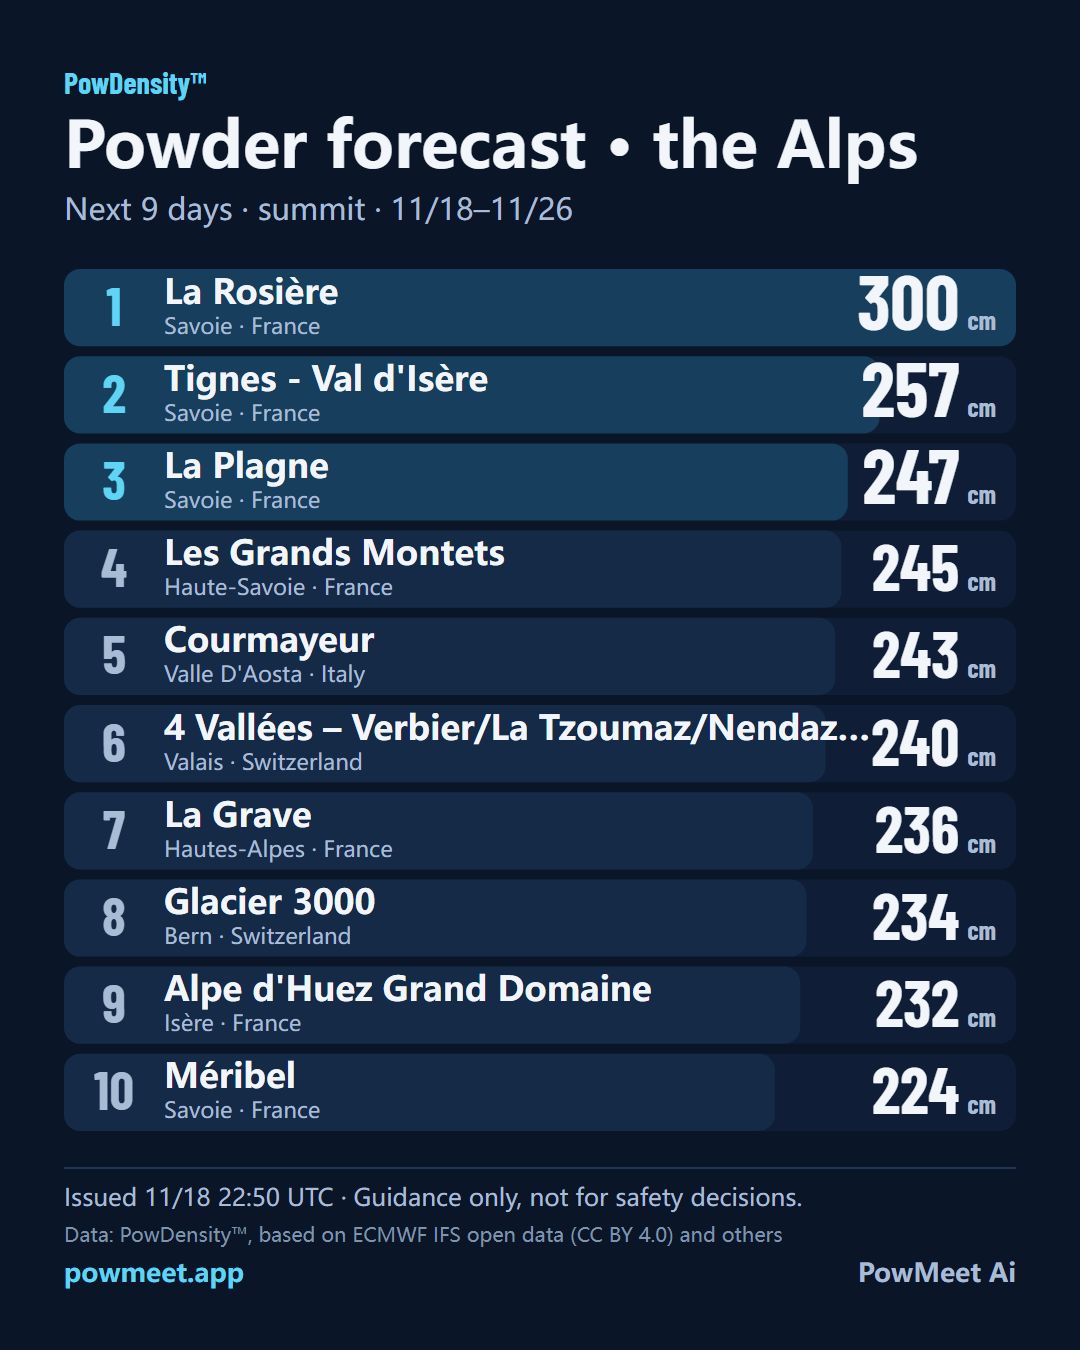 PowDensity™
Powder forecast • the Alps
Next 9 days · summit · 11/18–11/26
1 La Rosière 300 cm
Savoie · France
2 Tignes - Val d'Isère 257 cm
Savoie · France
3 La Plagne 247 cm
Savoie · France
4 Les Grands Montets 245 cm
Haute-Savoie · France
5 Courmayeur 243 cm
Valle D'Aosta · Italy
6 4 Vallées – Verbier/La Tzoumaz/Nendaz... 240 cm
Valais · Switzerland
7 La Grave 236 cm
Hautes-Alpes · France
8 Glacier 3000 234 cm
Bern · Switzerland
9 Alpe d'Huez Grand Domaine 232 cm
Isère · France
10 Méribel 224 cm
Savoie · France
Issued 11/18 22:50 UTC · Guidance only, not for safety decisions.
Data: PowDensity™, based on ECMWF IFS open data (CC BY 4.0) and others
powmeet.app PowMeet Ai